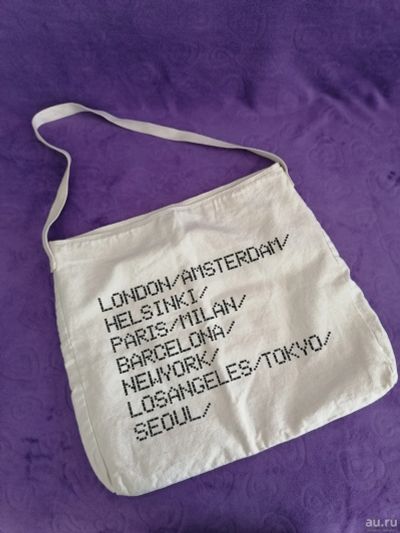 LONDON/AMSTERDAM/
HELSINKI/
PARIS/MILAN/
BARCELONA/
NEWYORK/
LOSANGELES/TOKYO/
SEOUL/
au.ru